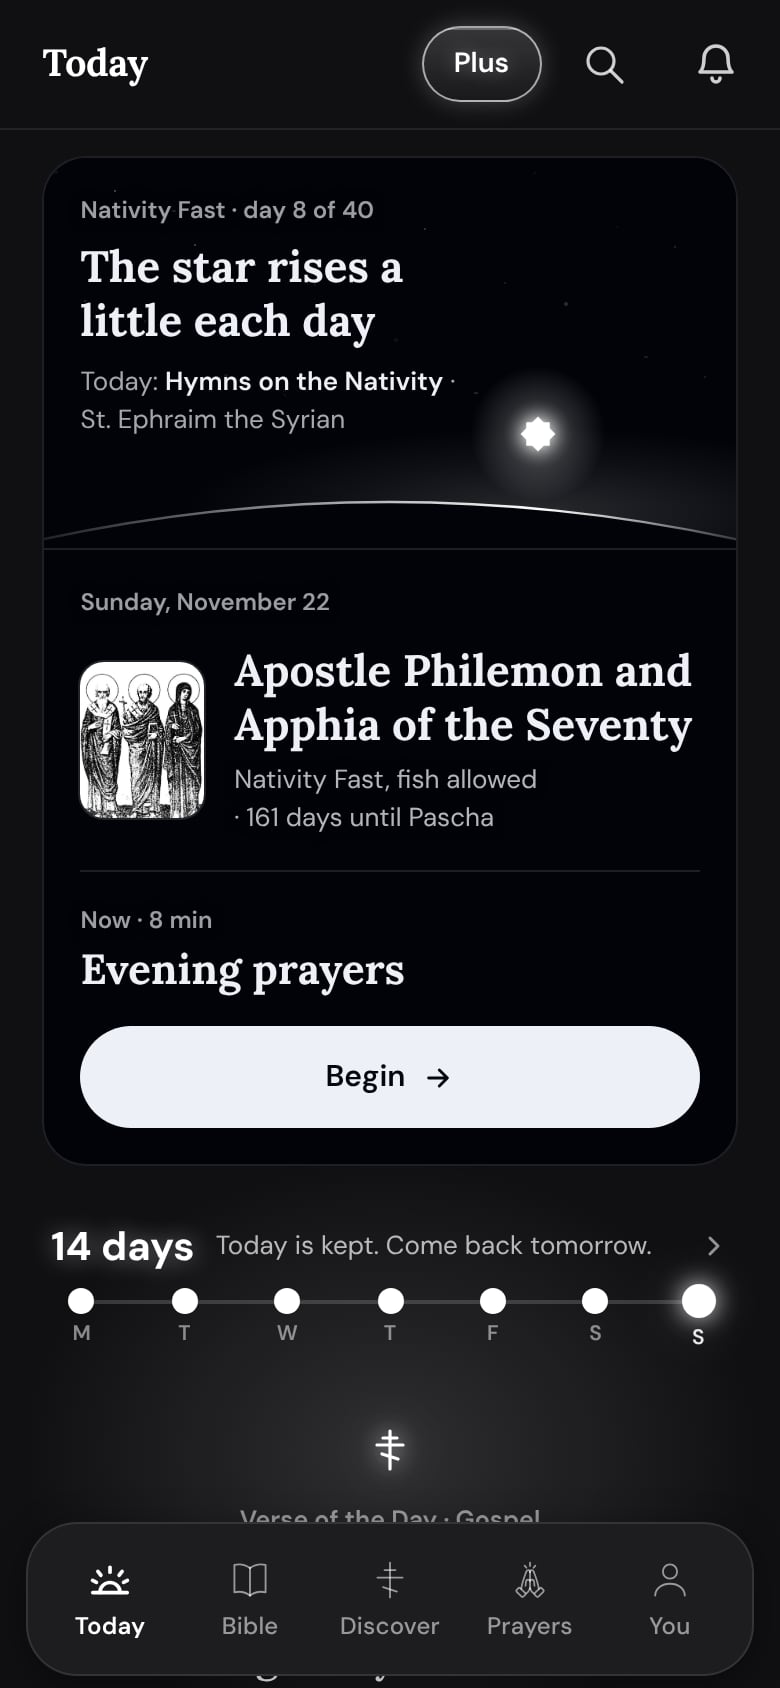 Today
Plus
Nativity Fast · day 8 of 40
The star rises a
little each day
Today: Hymns on the Nativity ·
St. Ephraim the Syrian
Sunday, November 22
Apostle Philemon and
Apphia of the Seventy
Nativity Fast, fish allowed
· 161 days until Pascha
Now · 8 min
Evening prayers
Begin →
14 days Today is kept. Come back tomorrow.
M T W T F S S
Verse of the Day · Gospel
Today Bible Discover Prayers You